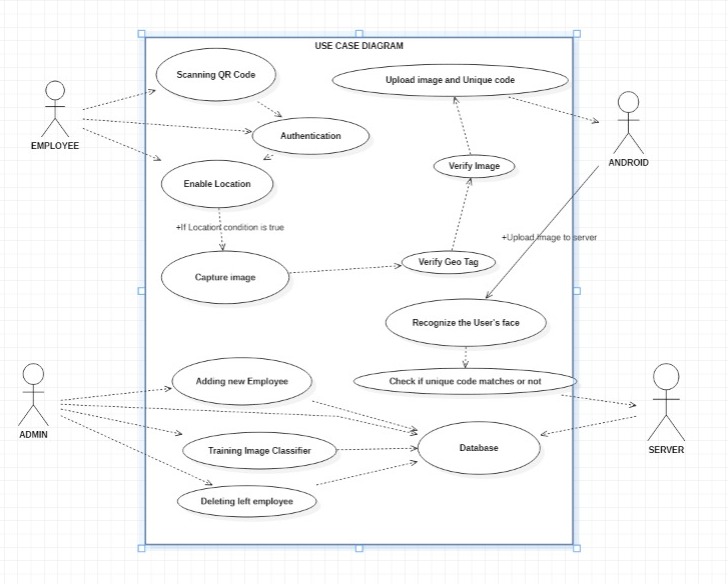 USE CASE DIAGRAM
Scanning QR Code
Upload image and Unique code
EMPLOYEE
Authentication
ANDROID
Verify Image
Enable Location
+If Location condition is true
+Upload image to server
Verify Geo Tag
Capture image
Recognize the User's face
Adding new Employee
Check if unique code matches or not
ADMIN
Training Image Classifier
Database
SERVER
Deleting left employee